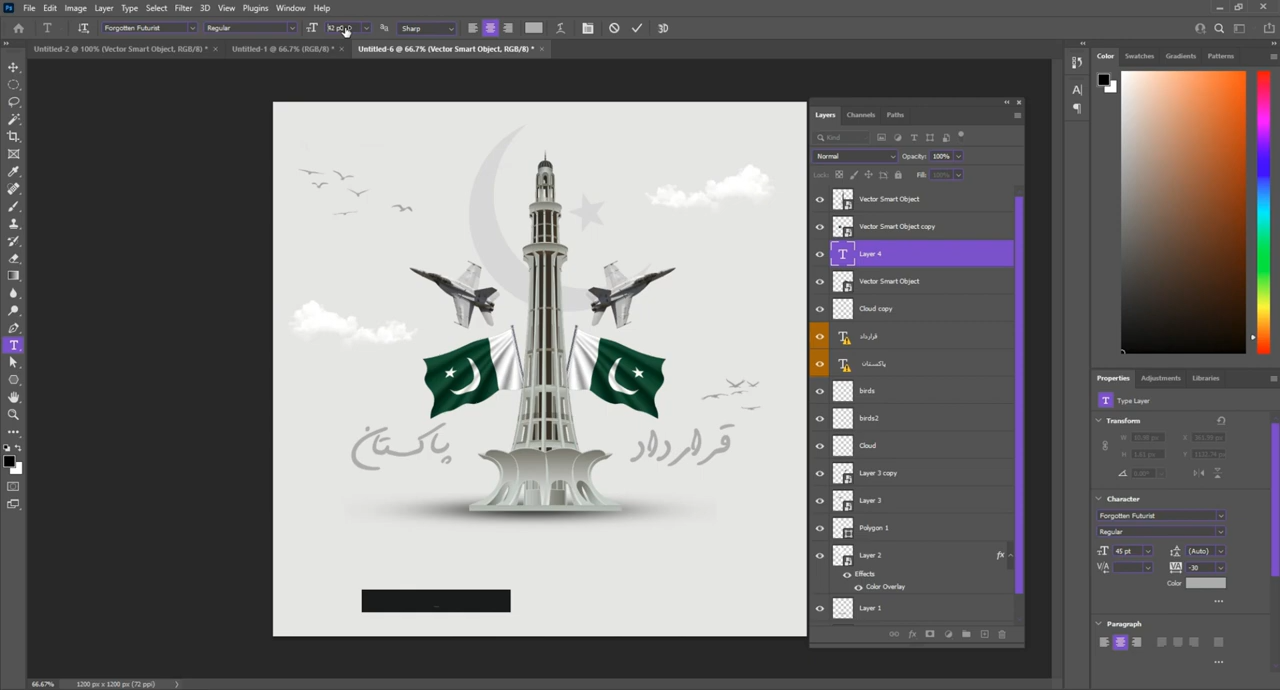 Ps File Edit Image Layer Type Select Filter 3D View Plugins Window Help
Forgotten Futurist Regular Sharp 3D
Untitled-2 @ 100% (Vector Smart Object, RGB/8) * × Untitled-1 @ 66.7% (RGB/8) * × Untitled-6 @ 66.7% (Vector Smart Object, RGB/8) * ×
Color Swatches Gradients Patterns
Layers Channels Paths
Kind
Normal Opacity: 100%
Lock: Fill: 100%
Vector Smart Object
Vector Smart Object copy
Layer 4
Vector Smart Object
Cloud copy
قرارداد
پاکستان
birds
birds2
Cloud
Layer 3 copy
Layer 3
Polygon 1
Layer 2 fx
Effects
Color Overlay
Layer 1
قرارداد پاکستان
Properties Adjustments Libraries
Type Layer
Transform
W X
H Y
0.00°
Character
Forgotten Futurist
Regular
45 pt (Auto)
-30
Color
Paragraph
66.67% 1200 px x 1200 px (72 ppi)